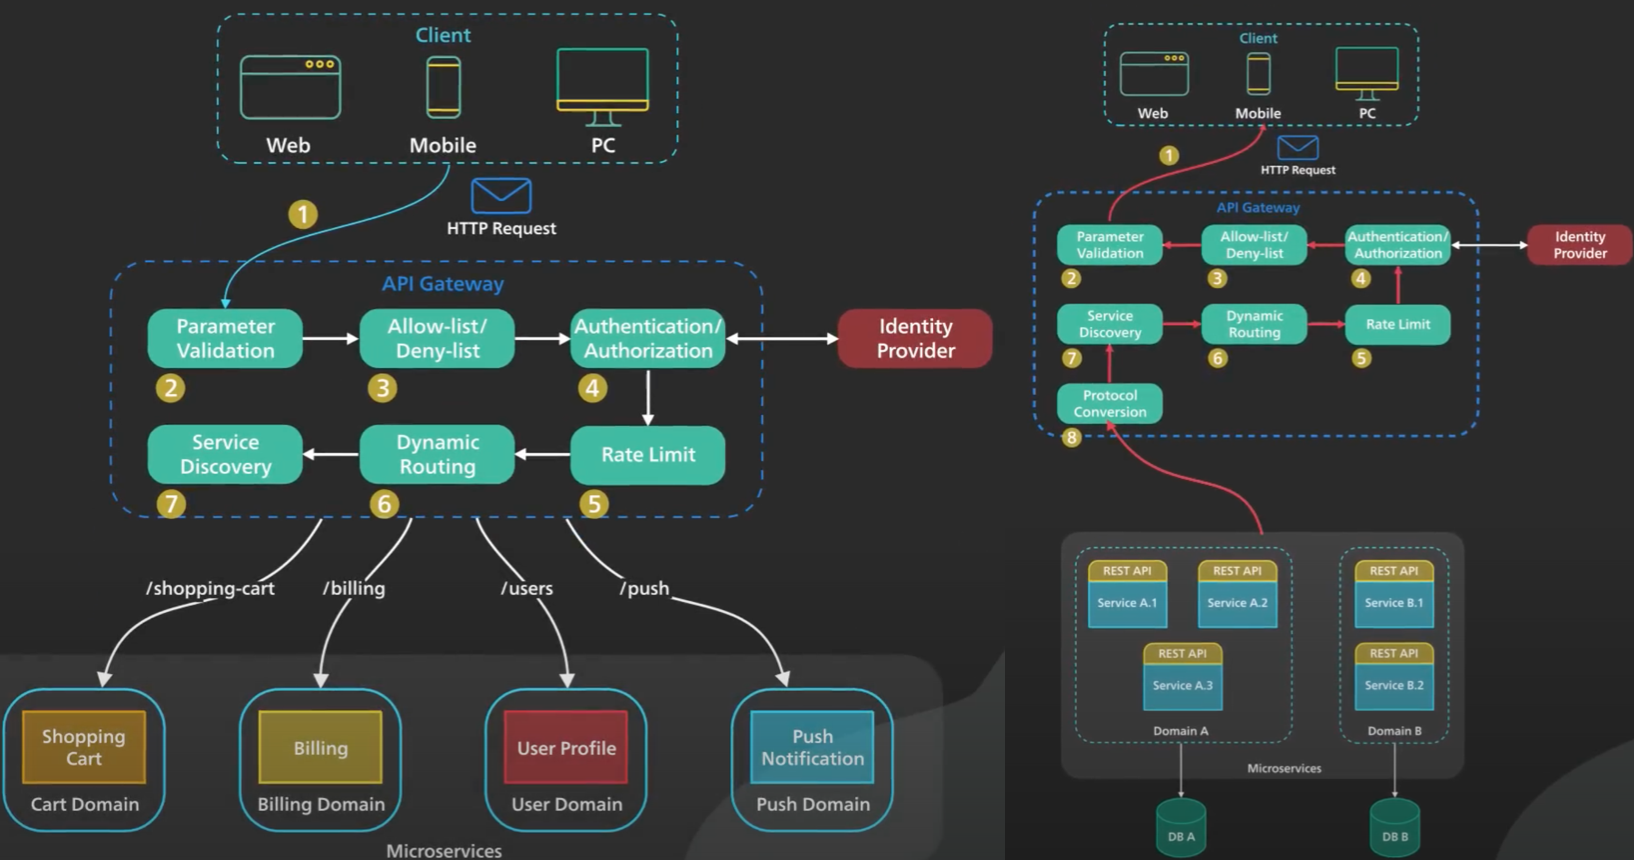 Client
Web
Mobile
PC
1
HTTP Request
API Gateway
Parameter
Validation
2
Allow-list/
Deny-list
3
Authentication/
Authorization
4
Identity
Provider
Service
Discovery
7
Dynamic
Routing
6
Rate Limit
5
/shopping-cart
/billing
/users
/push
Shopping
Cart
Cart Domain
Billing
Billing Domain
User Profile
User Domain
Push
Notification
Push Domain
Microservices
Client
Web
Mobile
PC
1
HTTP Request
API Gateway
Parameter
Validation
2
Allow-list/
Deny-list
3
Authentication/
Authorization
4
Identity
Provider
Service
Discovery
7
Dynamic
Routing
6
Rate Limit
5
Protocol
Conversion
8
REST API
Service A.1
REST API
Service A.2
REST API
Service A.3
Domain A
REST API
Service B.1
REST API
Service B.2
Domain B
Microservices
DB A
DB B